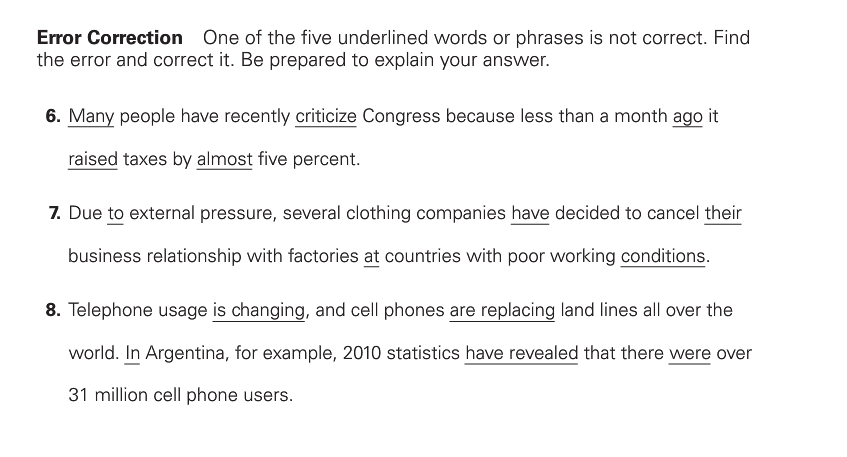 Error Correction One of the five underlined words or phrases is not correct. Find
the error and correct it. Be prepared to explain your answer.
6. Many people have recently criticize Congress because less than a month ago it
raised taxes by almost five percent.
7. Due to external pressure, several clothing companies have decided to cancel their
business relationship with factories at countries with poor working conditions.
8. Telephone usage is changing, and cell phones are replacing land lines all over the
world. In Argentina, for example, 2010 statistics have revealed that there were over
31 million cell phone users.